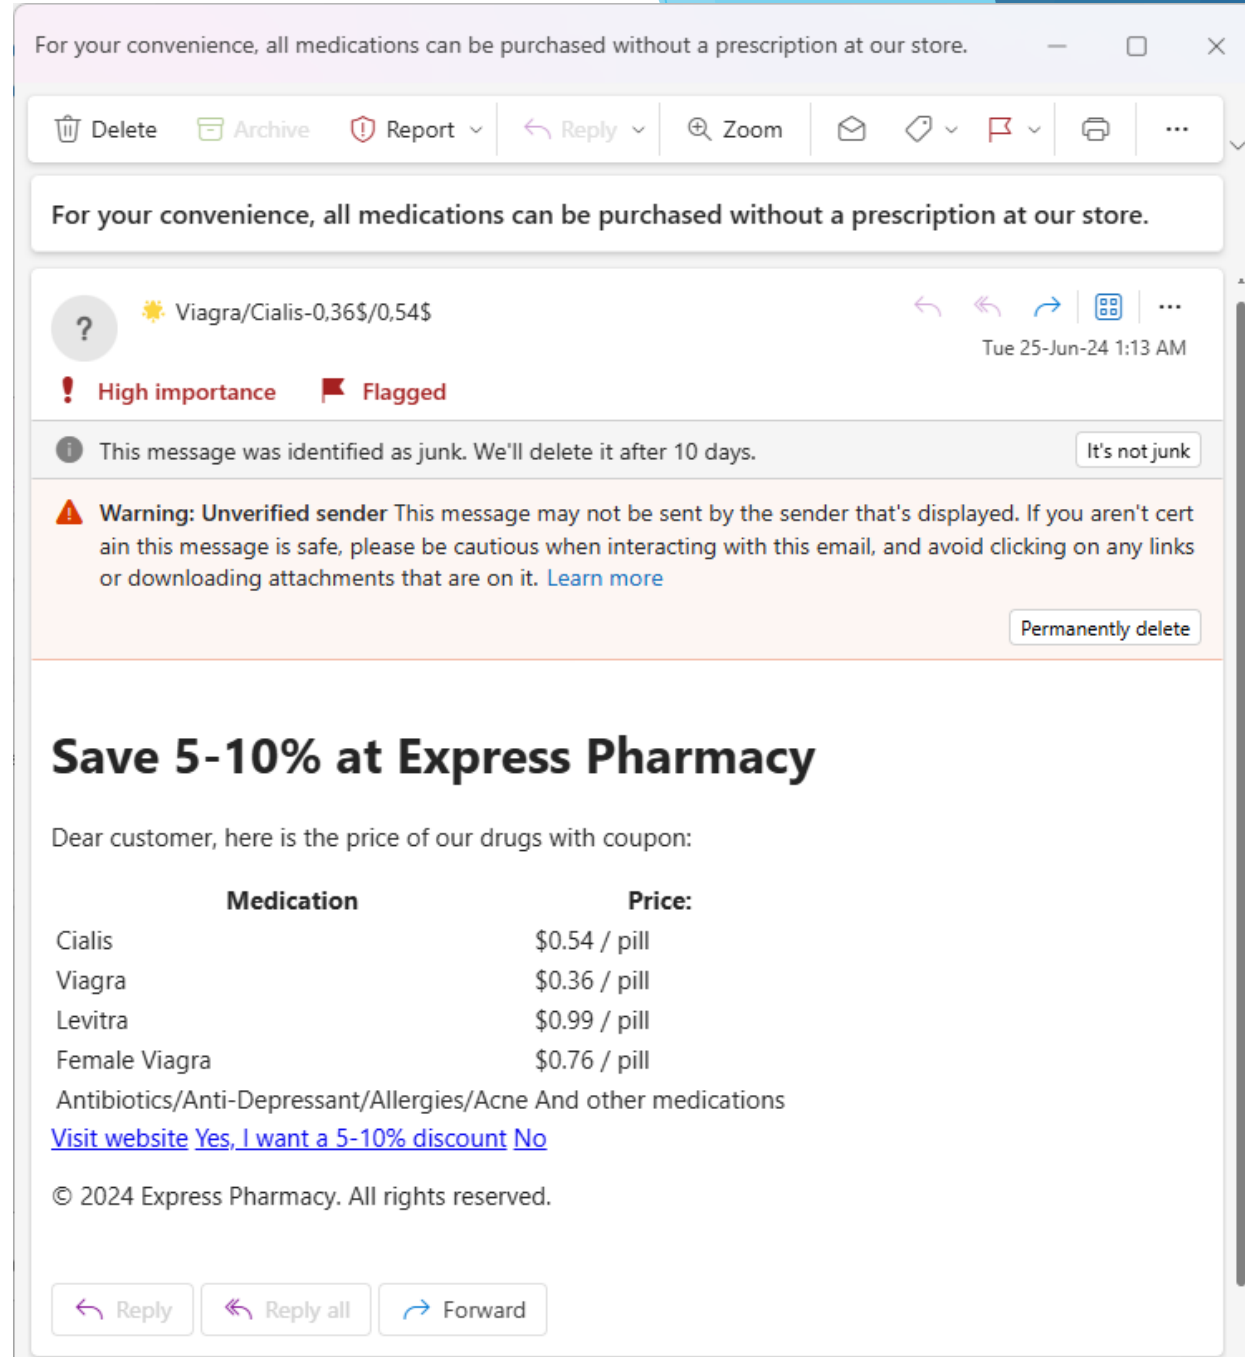 For your convenience, all medications can be purchased without a prescription at our store.
Delete Archive Report Reply Zoom
For your convenience, all medications can be purchased without a prescription at our store.
? Viagra/Cialis-0,36$/0,54$
Tue 25-Jun-24 1:13 AM
High importance Flagged
This message was identified as junk. We'll delete it after 10 days. It's not junk
Warning: Unverified sender This message may not be sent by the sender that's displayed. If you aren't cert
ain this message is safe, please be cautious when interacting with this email, and avoid clicking on any links
or downloading attachments that are on it. Learn more
Permanently delete
Save 5-10% at Express Pharmacy
Dear customer, here is the price of our drugs with coupon:
Medication Price:
Cialis $0.54 / pill
Viagra $0.36 / pill
Levitra $0.99 / pill
Female Viagra $0.76 / pill
Antibiotics/Anti-Depressant/Allergies/Acne And other medications
Visit website Yes, I want a 5-10% discount No
© 2024 Express Pharmacy. All rights reserved.
Reply Reply all Forward